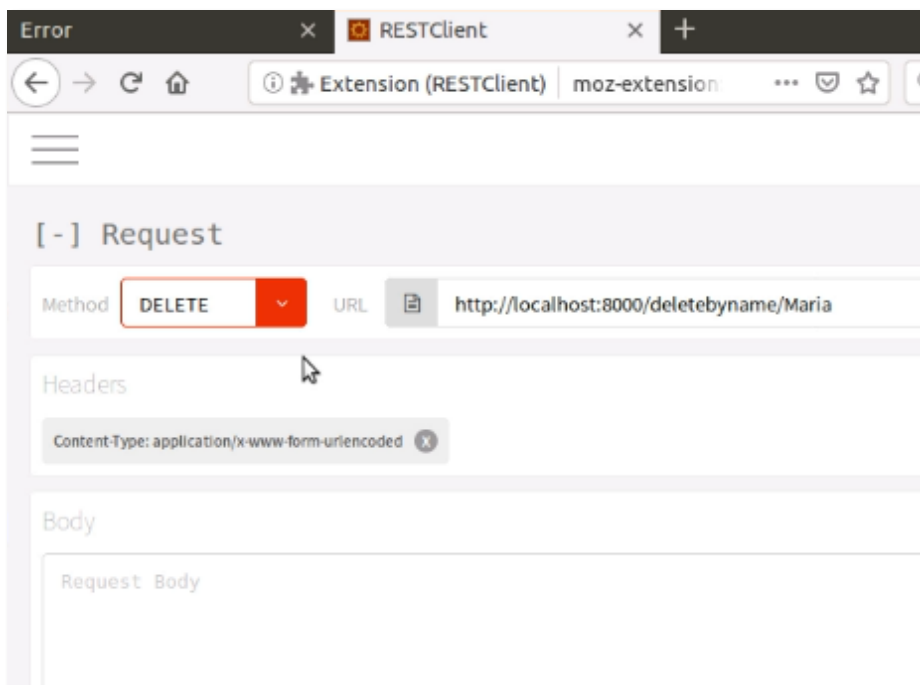 Error
RESTClient
Extension (RESTClient) moz-extension
[-] Request
Method DELETE URL http://localhost:8000/deletebyname/Maria
Headers
Content-Type: application/x-www-form-urlencoded
Body
Request Body